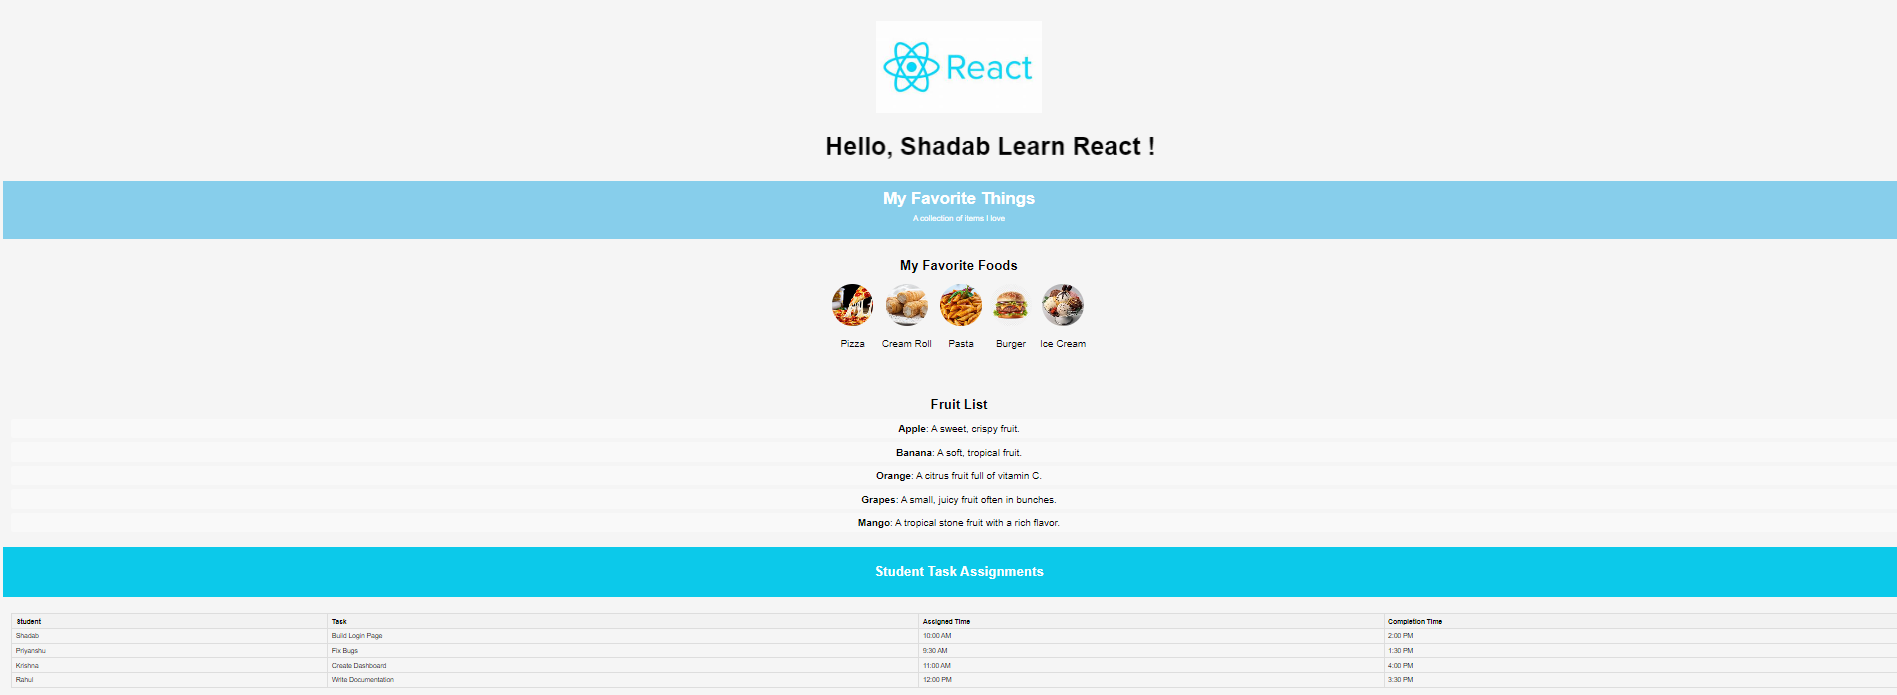 React
Hello, Shadab Learn React !
My Favorite Things
A collection of items I love
My Favorite Foods
Pizza Cream Roll Pasta Burger Ice Cream
Fruit List
Apple: A sweet, crispy fruit.
Banana: A soft, tropical fruit.
Orange: A citrus fruit full of vitamin C.
Grapes: A small, juicy fruit often in bunches.
Mango: A tropical stone fruit with a rich flavor.
Student Task Assignments
Student Task Assigned Time Completion Time
Shadab Build Login Page 10:00 AM 2:00 PM
Priyanshu Fix Bugs 9:30 AM 1:30 PM
Krishna Create Dashboard 11:00 AM 4:00 PM
Rahul Write Documentation 12:00 PM 3:30 PM